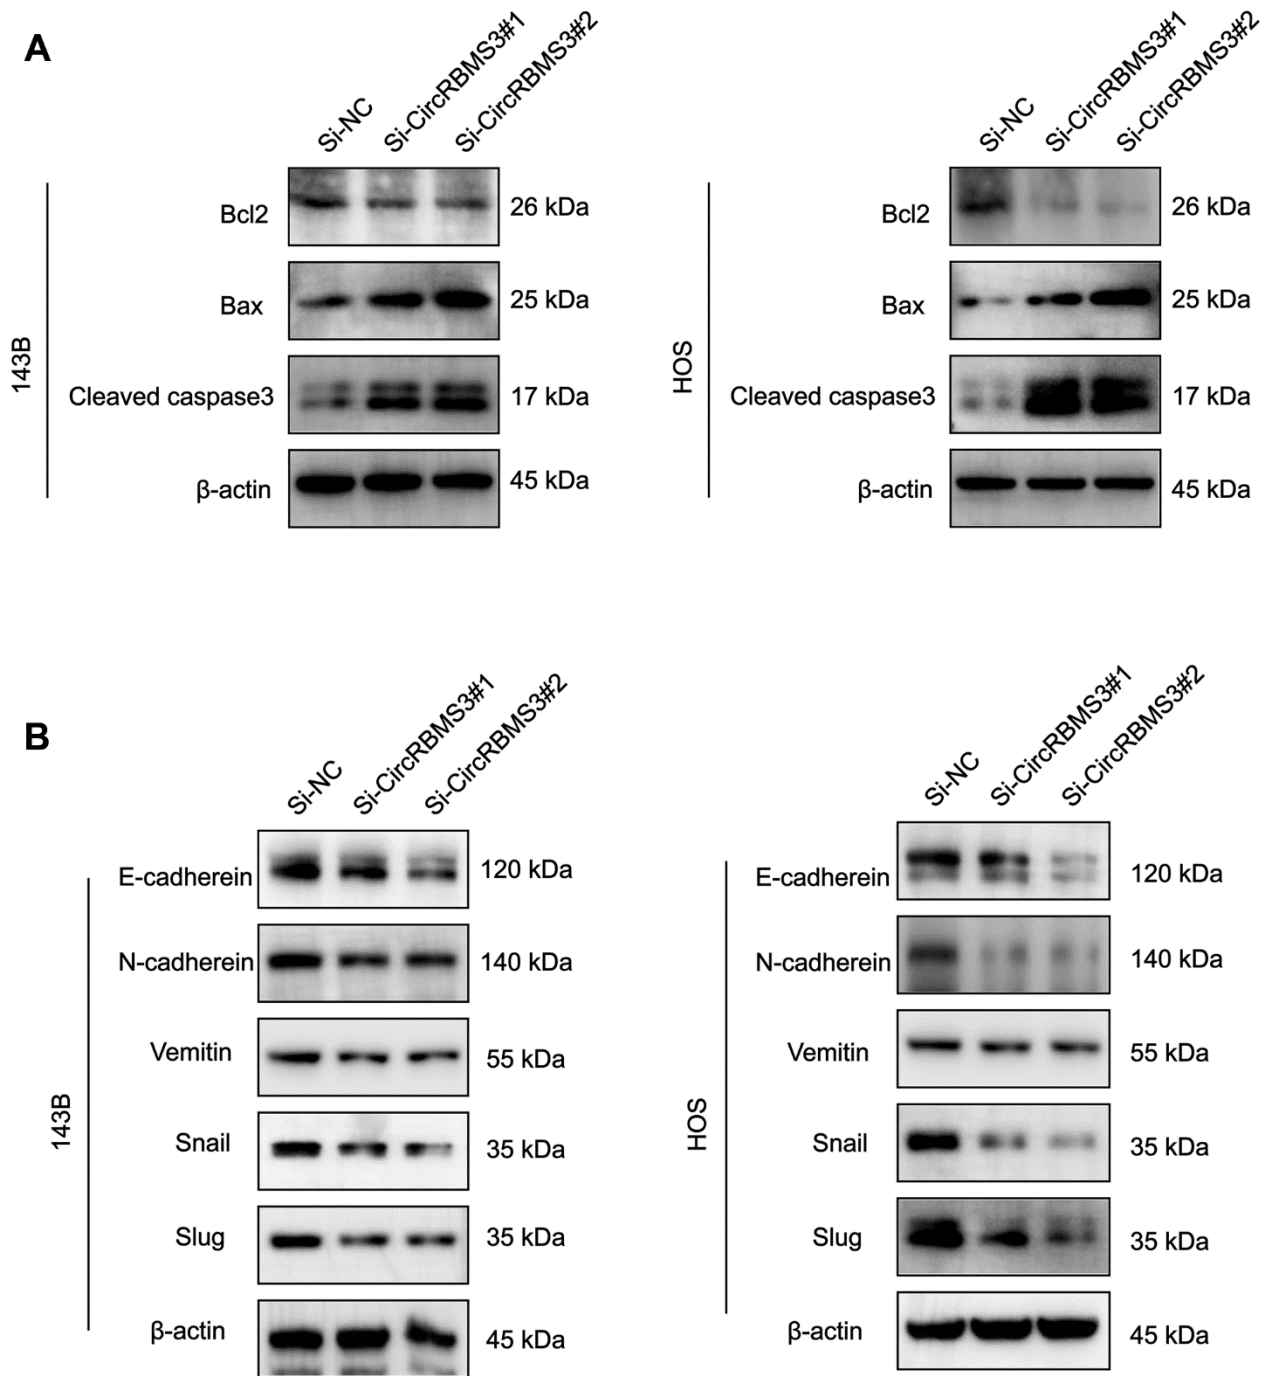 A
Si-NC
Si-CircRBMS3#1
Si-CircRBMS3#2
143B
Bcl2
26 kDa
Bax
25 kDa
Cleaved caspase3
17 kDa
β-actin
45 kDa
Si-NC
Si-CircRBMS3#1
Si-CircRBMS3#2
HOS
Bcl2
26 kDa
Bax
25 kDa
Cleaved caspase3
17 kDa
β-actin
45 kDa
B
Si-NC
Si-CircRBMS3#1
Si-CircRBMS3#2
143B
E-cadherein
120 kDa
N-cadherein
140 kDa
Vemitin
55 kDa
Snail
35 kDa
Slug
35 kDa
β-actin
45 kDa
Si-NC
Si-CircRBMS3#1
Si-CircRBMS3#2
HOS
E-cadherein
120 kDa
N-cadherein
140 kDa
Vemitin
55 kDa
Snail
35 kDa
Slug
35 kDa
β-actin
45 kDa